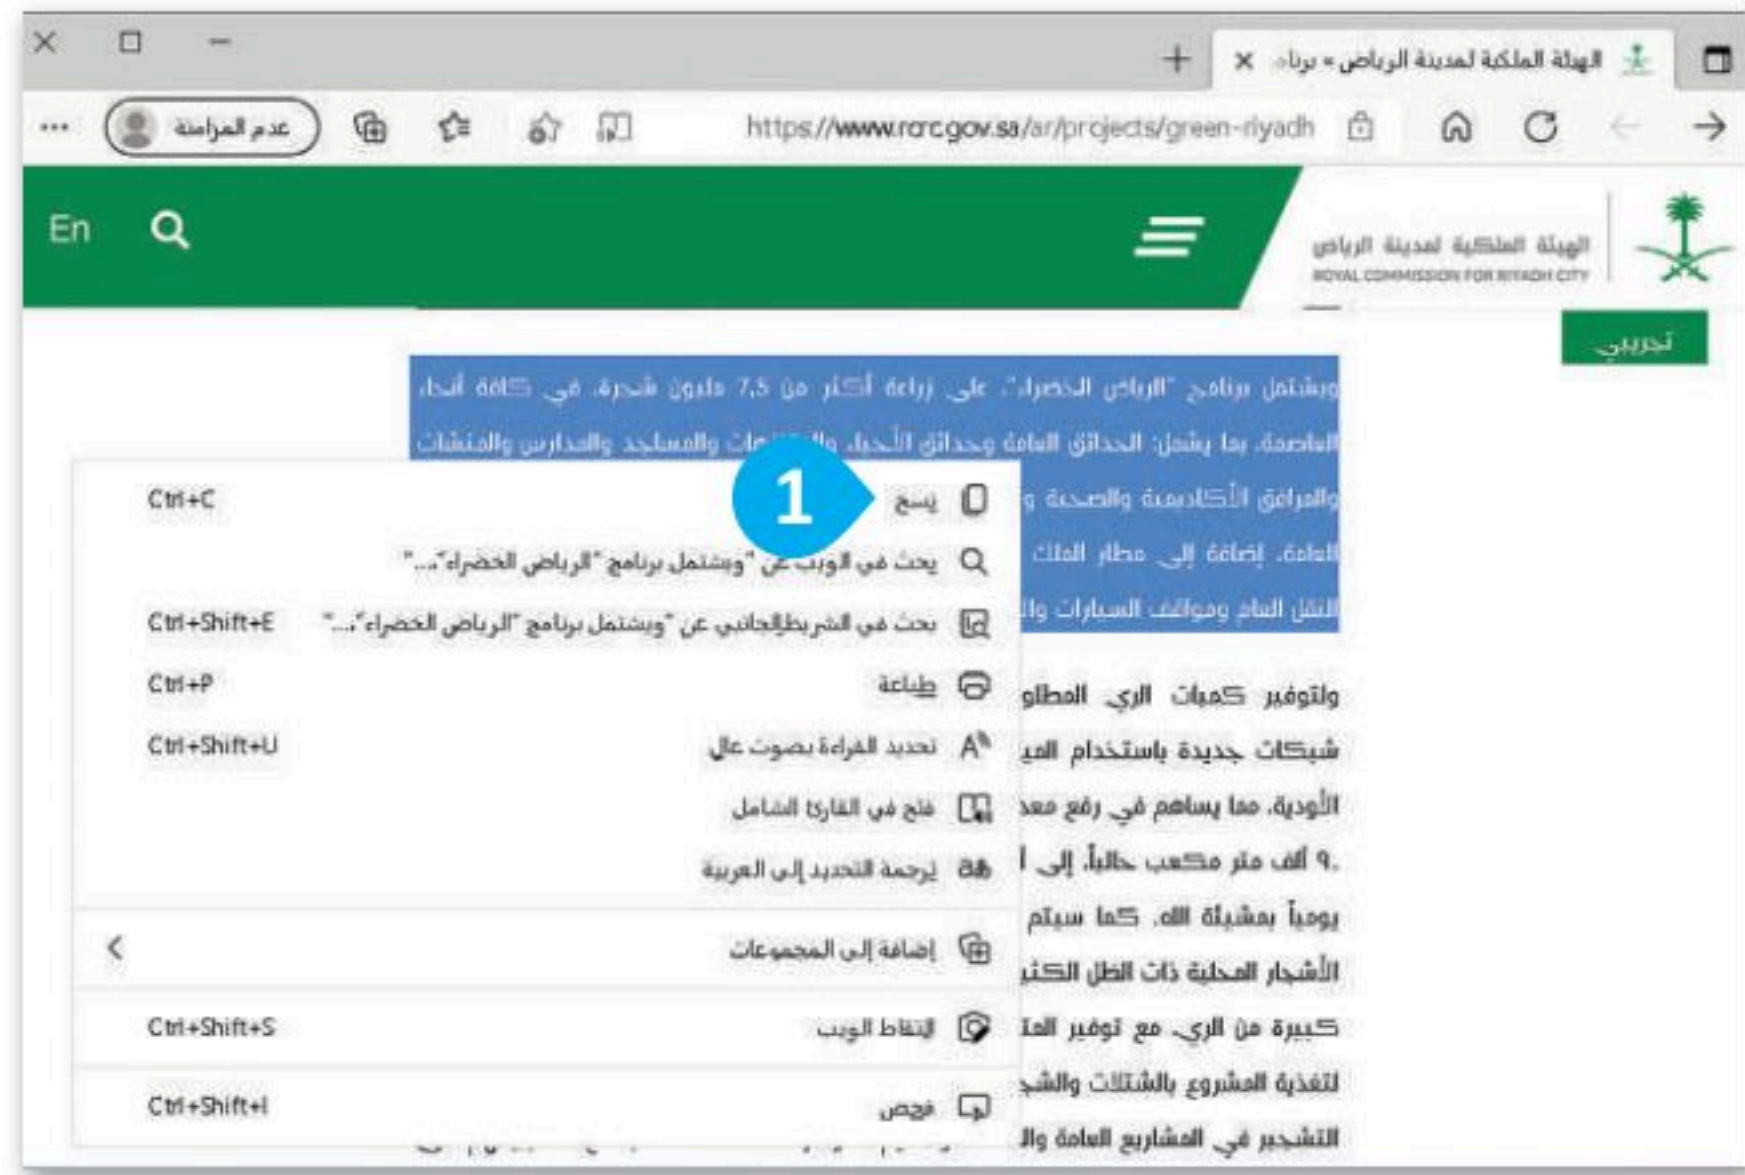 الهيئة الملكية لمدينة الرياض » برنام
عدم المزامنة
https://www.rcrc.gov.sa/ar/projects/green-riyadh
En
الهيئة الملكية لمدينة الرياض
ROYAL COMMISSION FOR RIYADH CITY
تجريبي
ويشتمل برنامج "الرياض الخضراء"، على زراعة أكثر من 7,5 مليون شجرة، في كافة أنحاء
العاصمة، بما يشمل: الحدائق العامة وحدائق الأحياء والمساجد والمدارس والمنشآت
والمرافق الأكاديمية والصحية و
العامة، إضافة إلى مطار الملك
النقل العام ومواقف السيارات وال
1
نسخ Ctrl+C
بحث في الويب عن "ويشتمل برنامج "الرياض الخضراء"،..."
بحث في الشريط الجانبي عن "ويشتمل برنامج "الرياض الخضراء"،..." Ctrl+Shift+E
طباعة Ctrl+P
تحديد القراءة بصوت عال Ctrl+Shift+U
فتح في القارئ الشامل
ترجمة التحديد إلى العربية
إضافة إلى المجموعات
التقاط الويب Ctrl+Shift+S
فحص Ctrl+Shift+I
ولتوفير كميات الري المطلو
شبكات جديدة باستخدام المي
الأودية، مما يساهم في رفع معد
٩٠ ألف متر مكعب حالياً، إلى أ
يومياً بمشيئة الله، كما سيتم
الأشجار المحلية ذات الظل الكثي
كبيرة من الري، مع توفير المت
لتغذية المشروع بالشتلات والشج
التشجير في المشاريع العامة وال